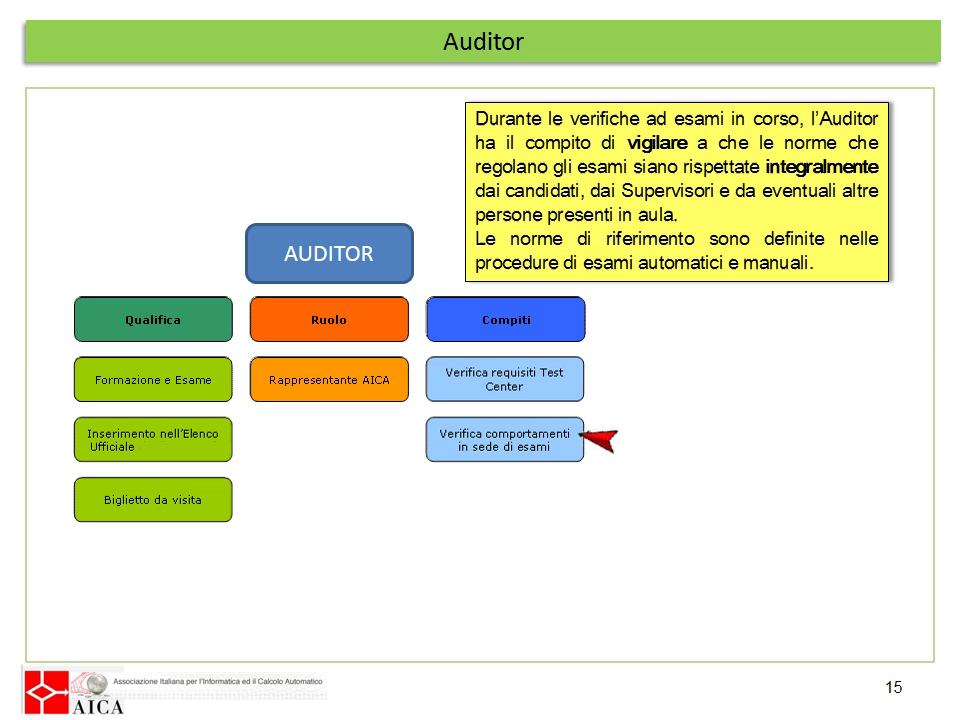 Auditor
Durante le verifiche ad esami in corso, l’Auditor
ha il compito di vigilare a che le norme che
regolano gli esami siano rispettate integralmente
dai candidati, dai Supervisori e da eventuali altre
persone presenti in aula.
Le norme di riferimento sono definite nelle
procedure di esami automatici e manuali.
AUDITOR
Qualifica
Ruolo
Compiti
Formazione e Esame
Rappresentante AICA
Verifica requisiti Test
Center
Inserimento nell’Elenco
Ufficiale
Verifica comportamenti
in sede di esami
Biglietto da visita
Associazione Italiana per l'Informatica ed il Calcolo Automatico
AICA
15